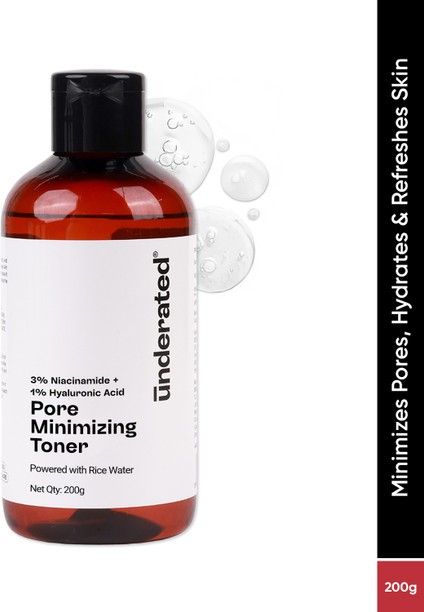 ūnderated®
3% Niacinamide +
1% Hyaluronic Acid
Pore
Minimizing
Toner
Powered with Rice Water
Net Qty: 200g
Minimizes Pores, Hydrates & Refreshes Skin
200g